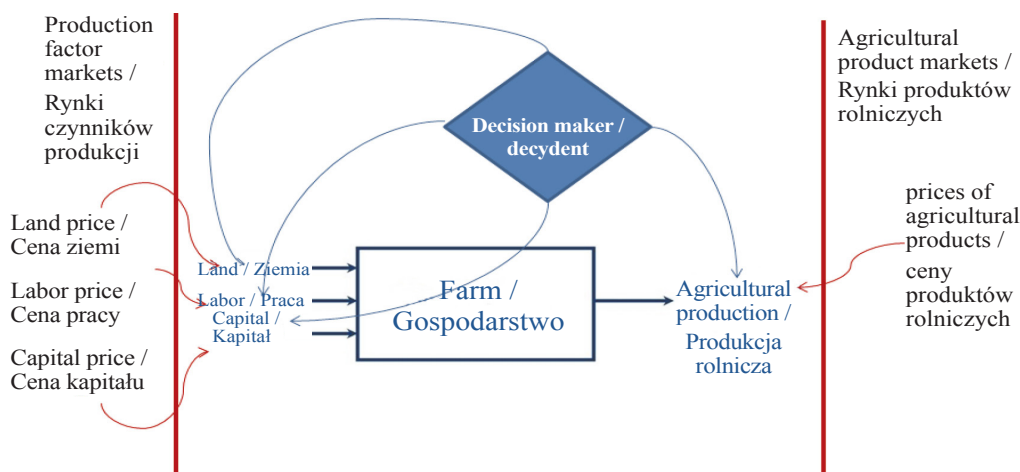 Production
factor
markets /
Rynki
czynników
produkcji
Land price /
Cena ziemi
Labor price /
Cena pracy
Capital price /
Cena kapitału
Land / Ziemia
Labor / Praca
Capital /
Kapitał
Decision maker /
decydent
Farm /
Gospodarstwo
Agricultural
production /
Produkcja
rolnicza
Agricultural
product markets /
Rynki produktów
rolniczych
prices of
agricultural
products /
ceny
produktów
rolniczych